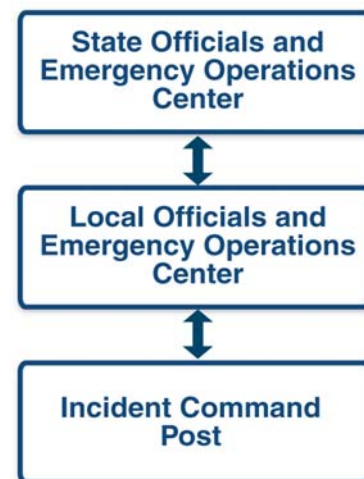 State Officials and
Emergency Operations
Center
Local Officials and
Emergency Operations
Center
Incident Command
Post